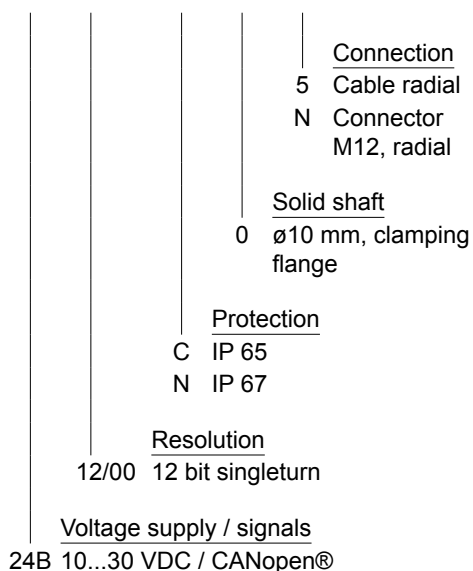 Connection
5 Cable radial
N Connector
M12, radial
Solid shaft
0 ø10 mm, clamping
flange
Protection
C IP 65
N IP 67
Resolution
12/00 12 bit singleturn
Voltage supply / signals
24B 10...30 VDC / CANopen®